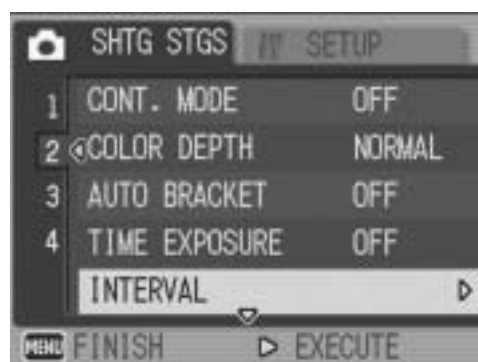 SHTG STGS SETUP
1 CONT. MODE OFF
2 COLOR DEPTH NORMAL
3 AUTO BRACKET OFF
4 TIME EXPOSURE OFF
INTERVAL
MENU FINISH EXECUTE